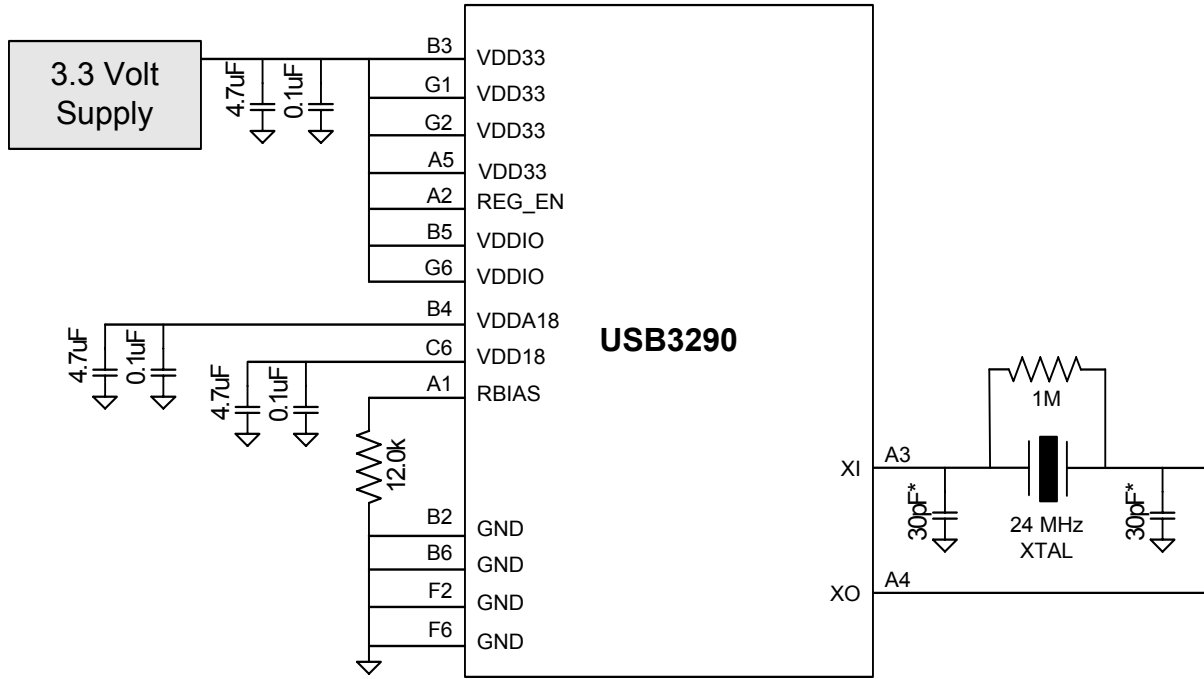 3.3 Volt
Supply
4.7uF
0.1uF
B3
VDD33
G1
VDD33
G2
VDD33
A5
VDD33
A2
REG_EN
B5
VDDIO
G6
VDDIO
B4
VDDA18
4.7uF
0.1uF
C6
VDD18
4.7uF
0.1uF
A1
RBIAS
12.0k
B2
GND
B6
GND
F2
GND
F6
GND
USB3290
XI
A3
XO
A4
1M
30pF*
24 MHz
XTAL
30pF*